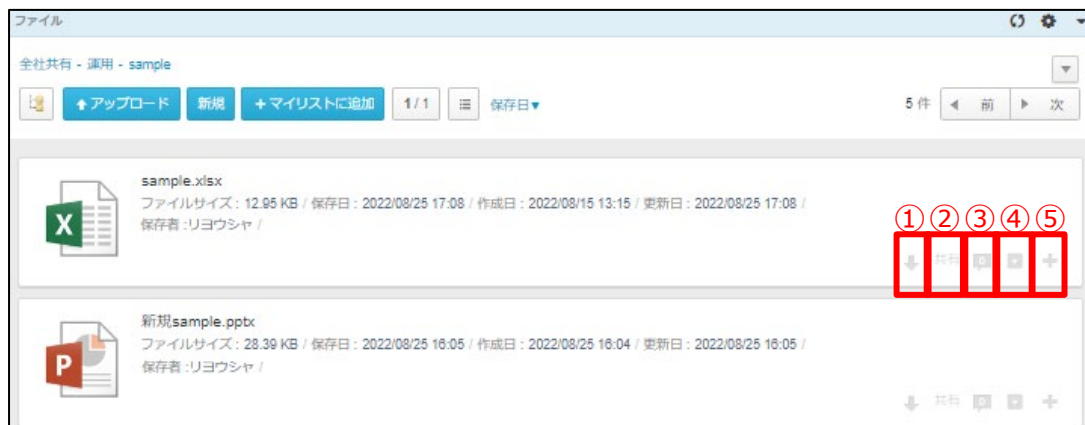 ファイル
全社共有 - 運用 - sample
アップロード 新規 +マイリストに追加 1/1 保存日▼ 5 件 前 次
sample.xlsx
ファイルサイズ : 12.95 KB / 保存日 : 2022/08/25 17:08 / 作成日 : 2022/08/15 13:15 / 更新日 : 2022/08/25 17:08 /
保存者 :リヨウシャ /
① ② ③ ④ ⑤
共有 0
新規sample.pptx
ファイルサイズ : 28.39 KB / 保存日 : 2022/08/25 16:05 / 作成日 : 2022/08/25 16:04 / 更新日 : 2022/08/25 16:05 /
保存者 :リヨウシャ /
共有 0